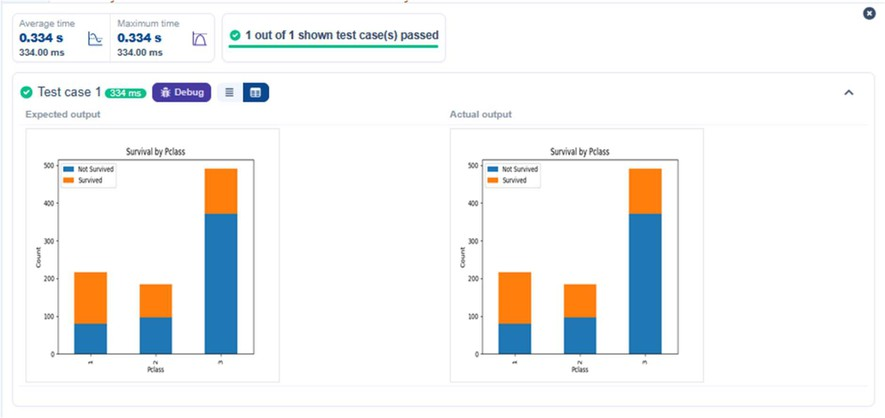 Average time
0.334 s
334.00 ms
Maximum time
0.334 s
334.00 ms
1 out of 1 shown test case(s) passed
Test case 1 334 ms Debug
Expected output
Survival by Pclass
Not Survived
Survived
500
400
300
200
100
0
Count
1 2 3
Pclass
Actual output
Survival by Pclass
Not Survived
Survived
500
400
300
200
100
0
Count
1 2 3
Pclass